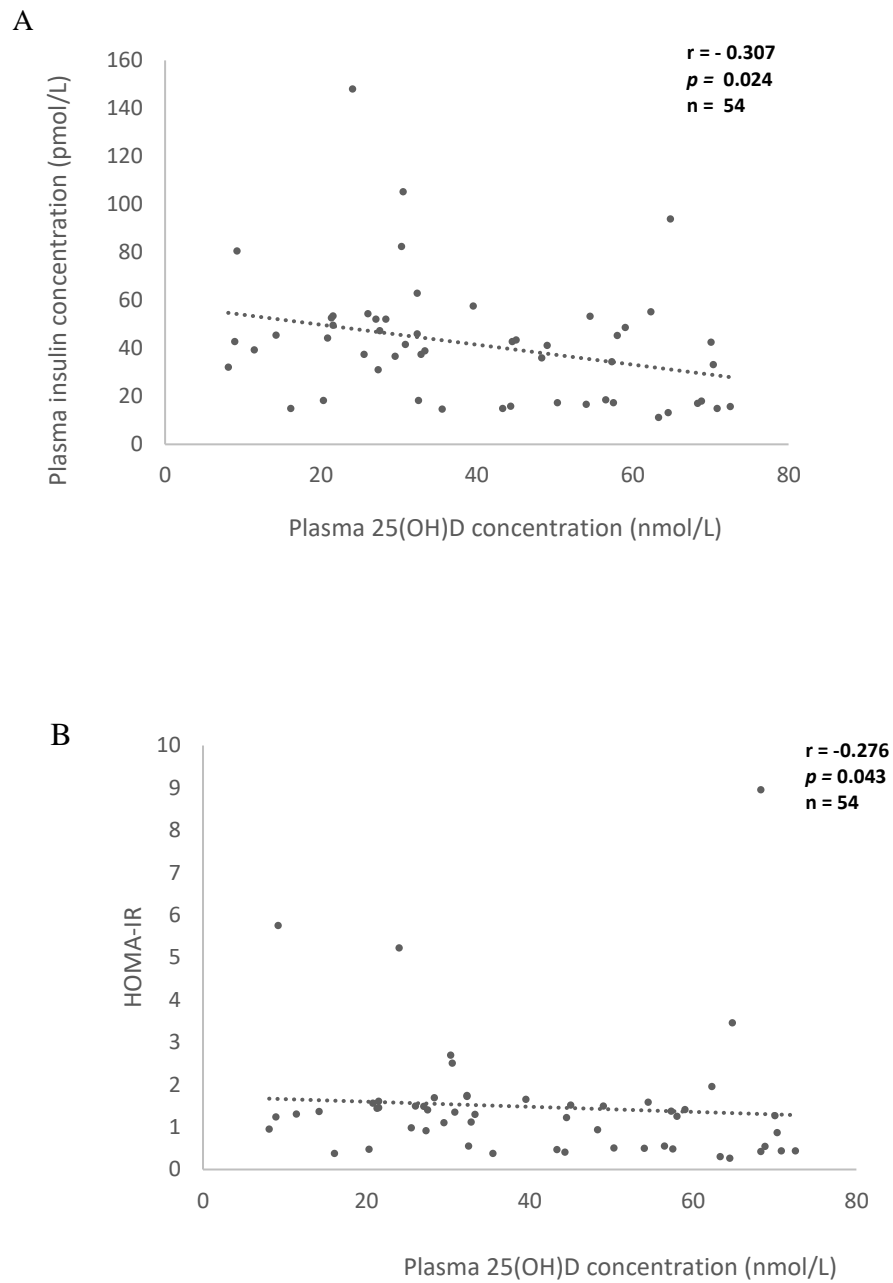 A
r = - 0.307
p = 0.024
n = 54
Plasma insulin concentration (pmol/L)
160
140
120
100
80
60
40
20
0
0 20 40 60 80
Plasma 25(OH)D concentration (nmol/L)
B
r = -0.276
p = 0.043
n = 54
HOMA-IR
10
9
8
7
6
5
4
3
2
1
0
0 20 40 60 80
Plasma 25(OH)D concentration (nmol/L)